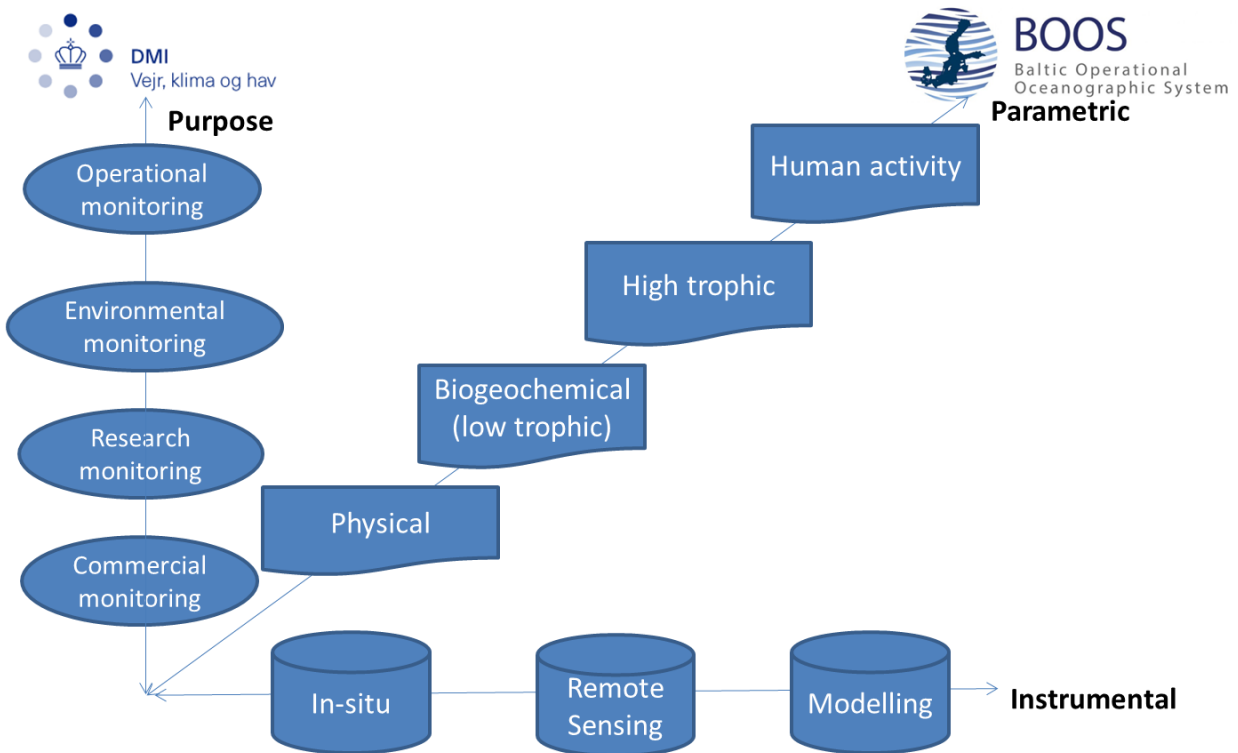 DMI
Vejr, klima og hav
BOOS
Baltic Operational
Oceanographic System
Purpose
Parametric
Operational
monitoring
Human activity
Environmental
monitoring
High trophic
Biogeochemical
(low trophic)
Research
monitoring
Physical
Commercial
monitoring
In-situ
Remote
Sensing
Modelling
Instrumental